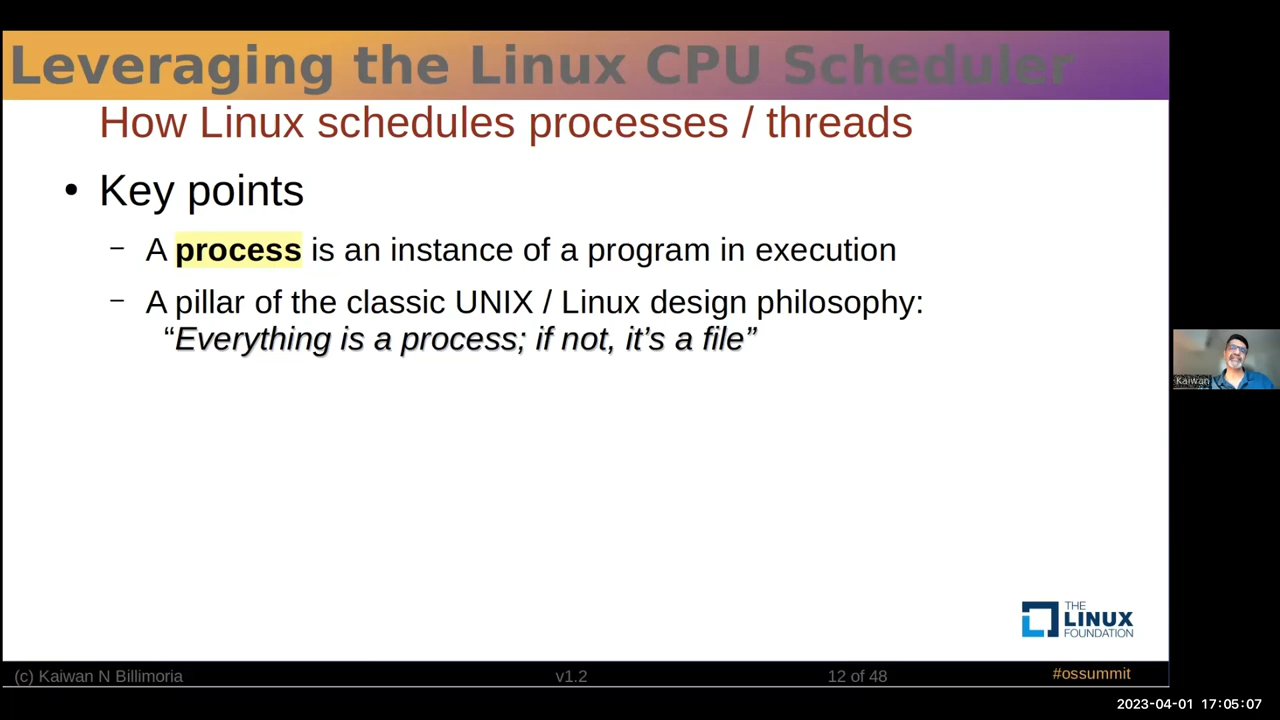 Leveraging the Linux CPU Scheduler
How Linux schedules processes / threads
• Key points
– A process is an instance of a program in execution
– A pillar of the classic UNIX / Linux design philosophy:
“Everything is a process; if not, it’s a file”
Kaiwan
THE
LINUX
FOUNDATION
(c) Kaiwan N Billimoria v1.2 12 of 48 #ossummit
2023-04-01 17:05:07